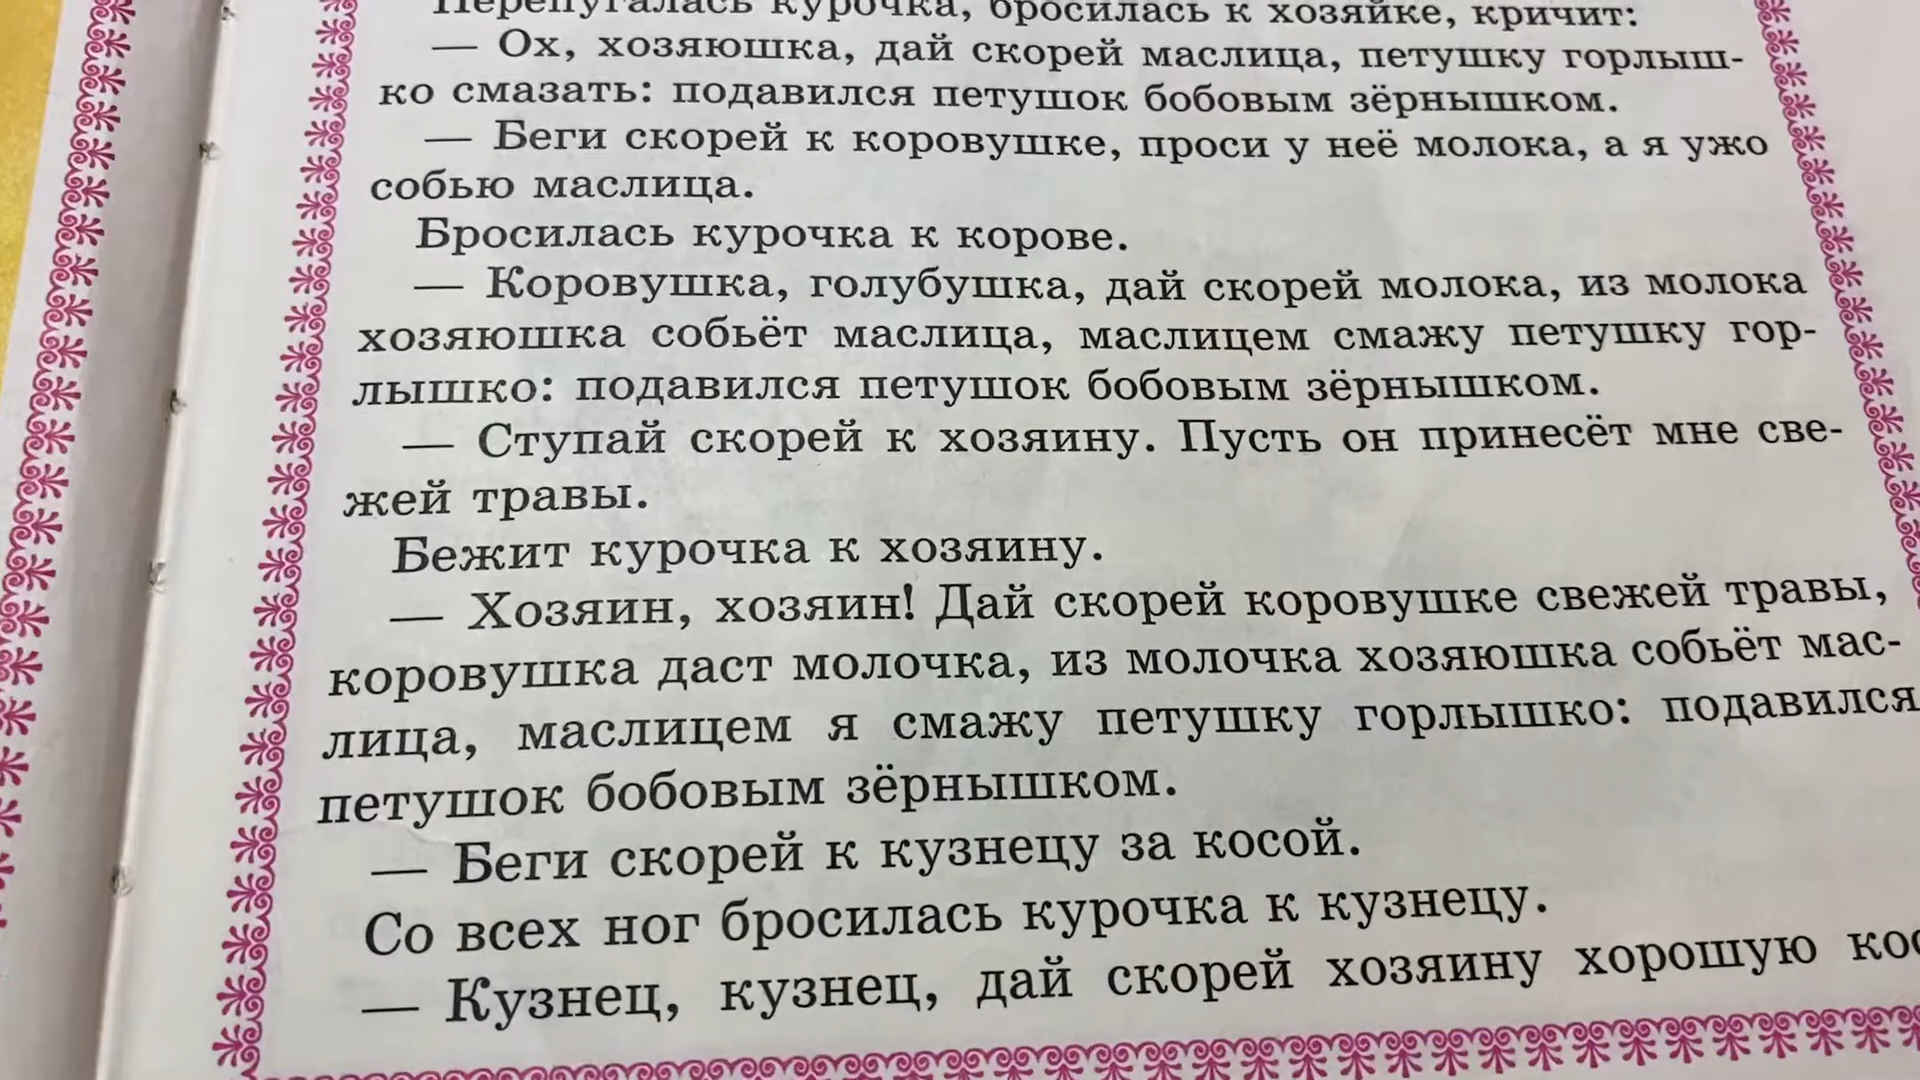 Перепугалась курочка, бросилась к хозяйке, кричит:
— Ох, хозяюшка, дай скорей маслица, петушку горлыш-
ко смазать: подавился петушок бобовым зёрнышком.
— Беги скорей к коровушке, проси у неё молока, а я ужо
собью маслица.
Бросилась курочка к корове.
— Коровушка, голубушка, дай скорей молока, из молока
хозяюшка собьёт маслица, маслицем смажу петушку гор-
лышко: подавился петушок бобовым зёрнышком.
— Ступай скорей к хозяину. Пусть он принесёт мне све-
жей травы.
Бежит курочка к хозяину.
— Хозяин, хозяин! Дай скорей коровушке свежей травы,
коровушка даст молочка, из молочка хозяюшка собьёт мас-
лица, маслицем я смажу петушку горлышко: подавился
петушок бобовым зёрнышком.
— Беги скорей к кузнецу за косой.
Со всех ног бросилась курочка к кузнецу.
— Кузнец, кузнец, дай скорей хозяину хорошую